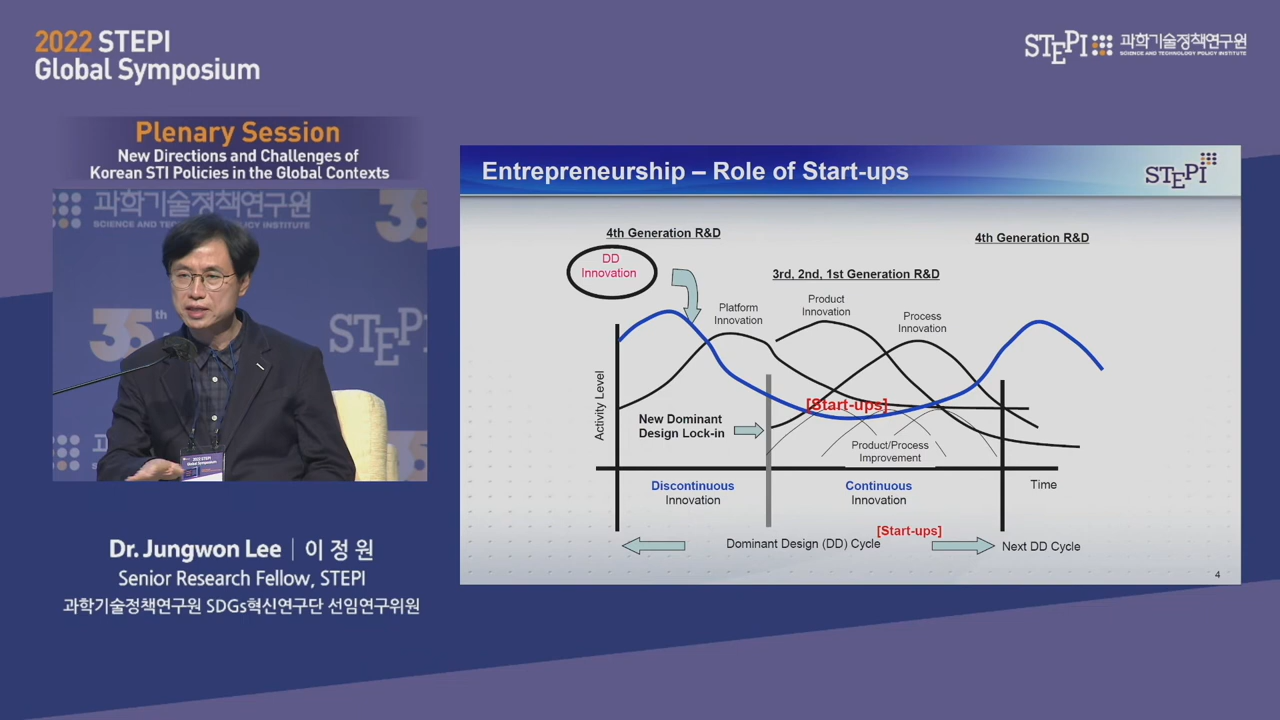 2022 STEPI
Global Symposium
STEPI 과학기술정책연구원
SCIENCE AND TECHNOLOGY POLICY INSTITUTE
Plenary Session
New Directions and Challenges of
Korean STI Policies in the Global Contexts
과학기술정책연구원
SCIENCE AND TECHNOLOGY POLICY INSTITUTE
35
35th
STEPI
Dr. Jungwon Lee | 이 정 원
Senior Research Fellow, STEPI
과학기술정책연구원 SDGs혁신연구단 선임연구위원
Entrepreneurship – Role of Start-ups
STEPI
4th Generation R&D
DD
Innovation
4th Generation R&D
3rd, 2nd, 1st Generation R&D
Platform
Innovation
Product
Innovation
Process
Innovation
Activity Level
[Start-ups]
New Dominant
Design Lock-in
Product/Process
Improvement
Discontinuous
Innovation
Continuous
Innovation
Time
[Start-ups]
Dominant Design (DD) Cycle
Next DD Cycle
4